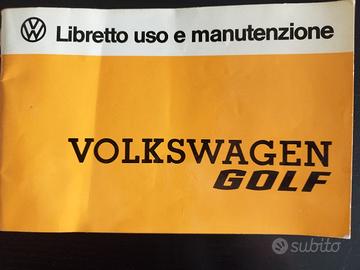 Libretto uso e manutenzione
VOLKSWAGEN
GOLF
subito